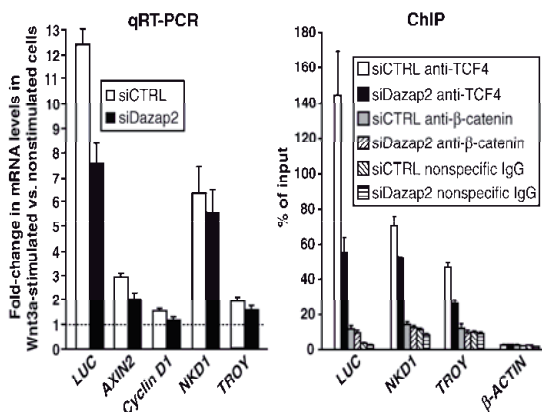 qRT-PCR
Fold-change in mRNA levels in
Wnt3a-stimulated vs. nonstimulated cells
13
12
11
10
9
8
7
6
5
4
3
2
1
0
siCTRL
siDazap2
LUC
AXIN2
Cyclin D1
NKD1
TROY
ChIP
% of input
180
160
140
120
100
80
60
40
20
0
siCTRL anti-TCF4
siDazap2 anti-TCF4
siCTRL anti-β-catenin
siDazap2 anti-β-catenin
siCTRL nonspecific IgG
siDazap2 nonspecific IgG
LUC
NKD1
TROY
β-ACTIN